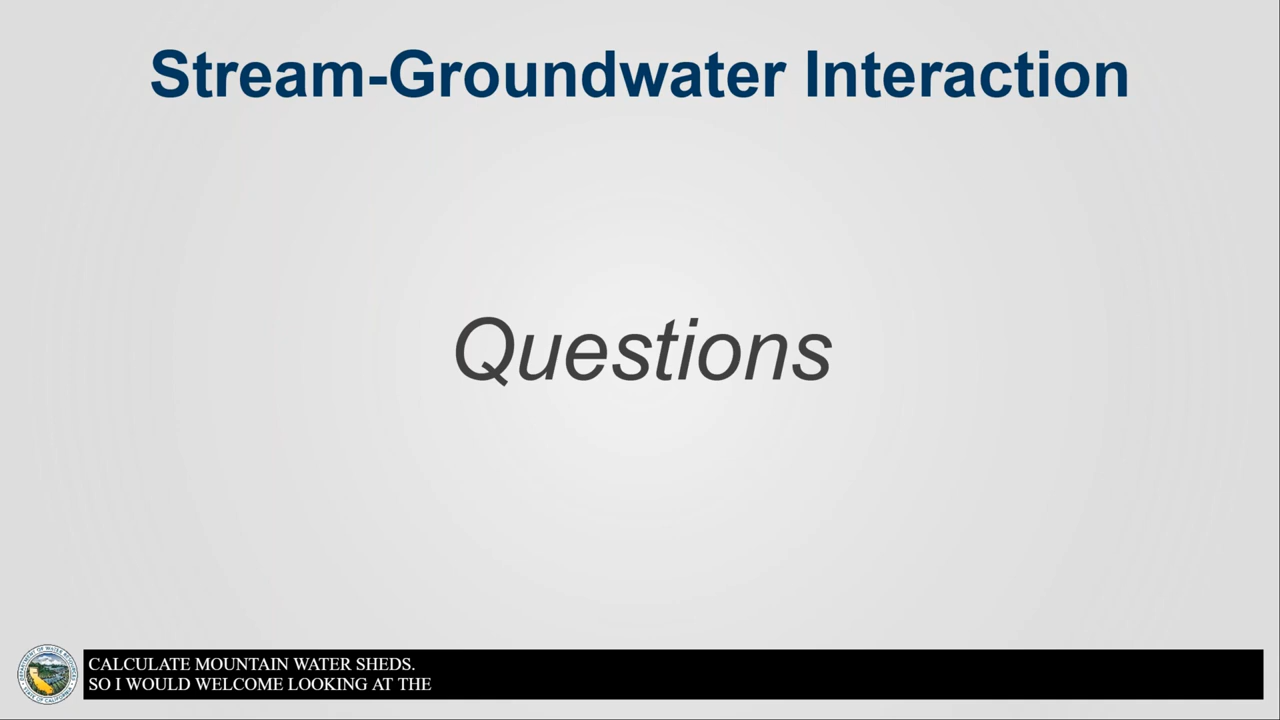 Stream-Groundwater Interaction
Questions
CALCULATE MOUNTAIN WATER SHEDS.
SO I WOULD WELCOME LOOKING AT THE